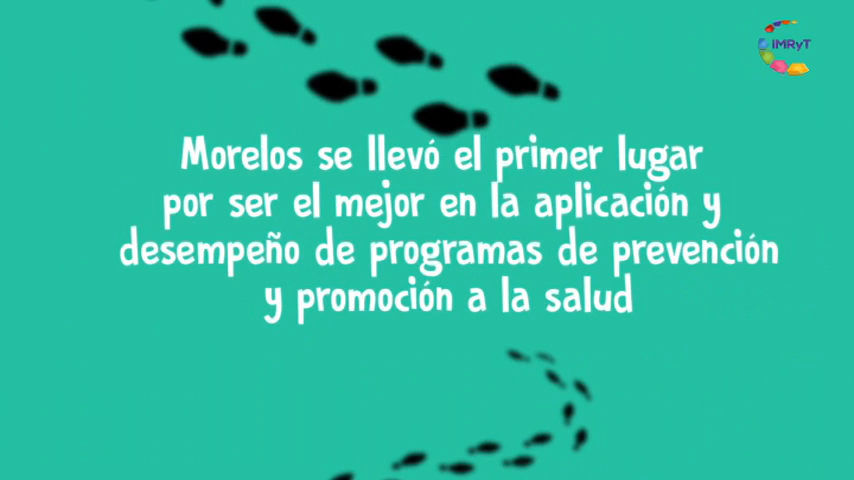 IMRyT
Morelos se llevó el primer lugar
por ser el mejor en la aplicación y
desempeño de programas de prevención
y promoción a la salud